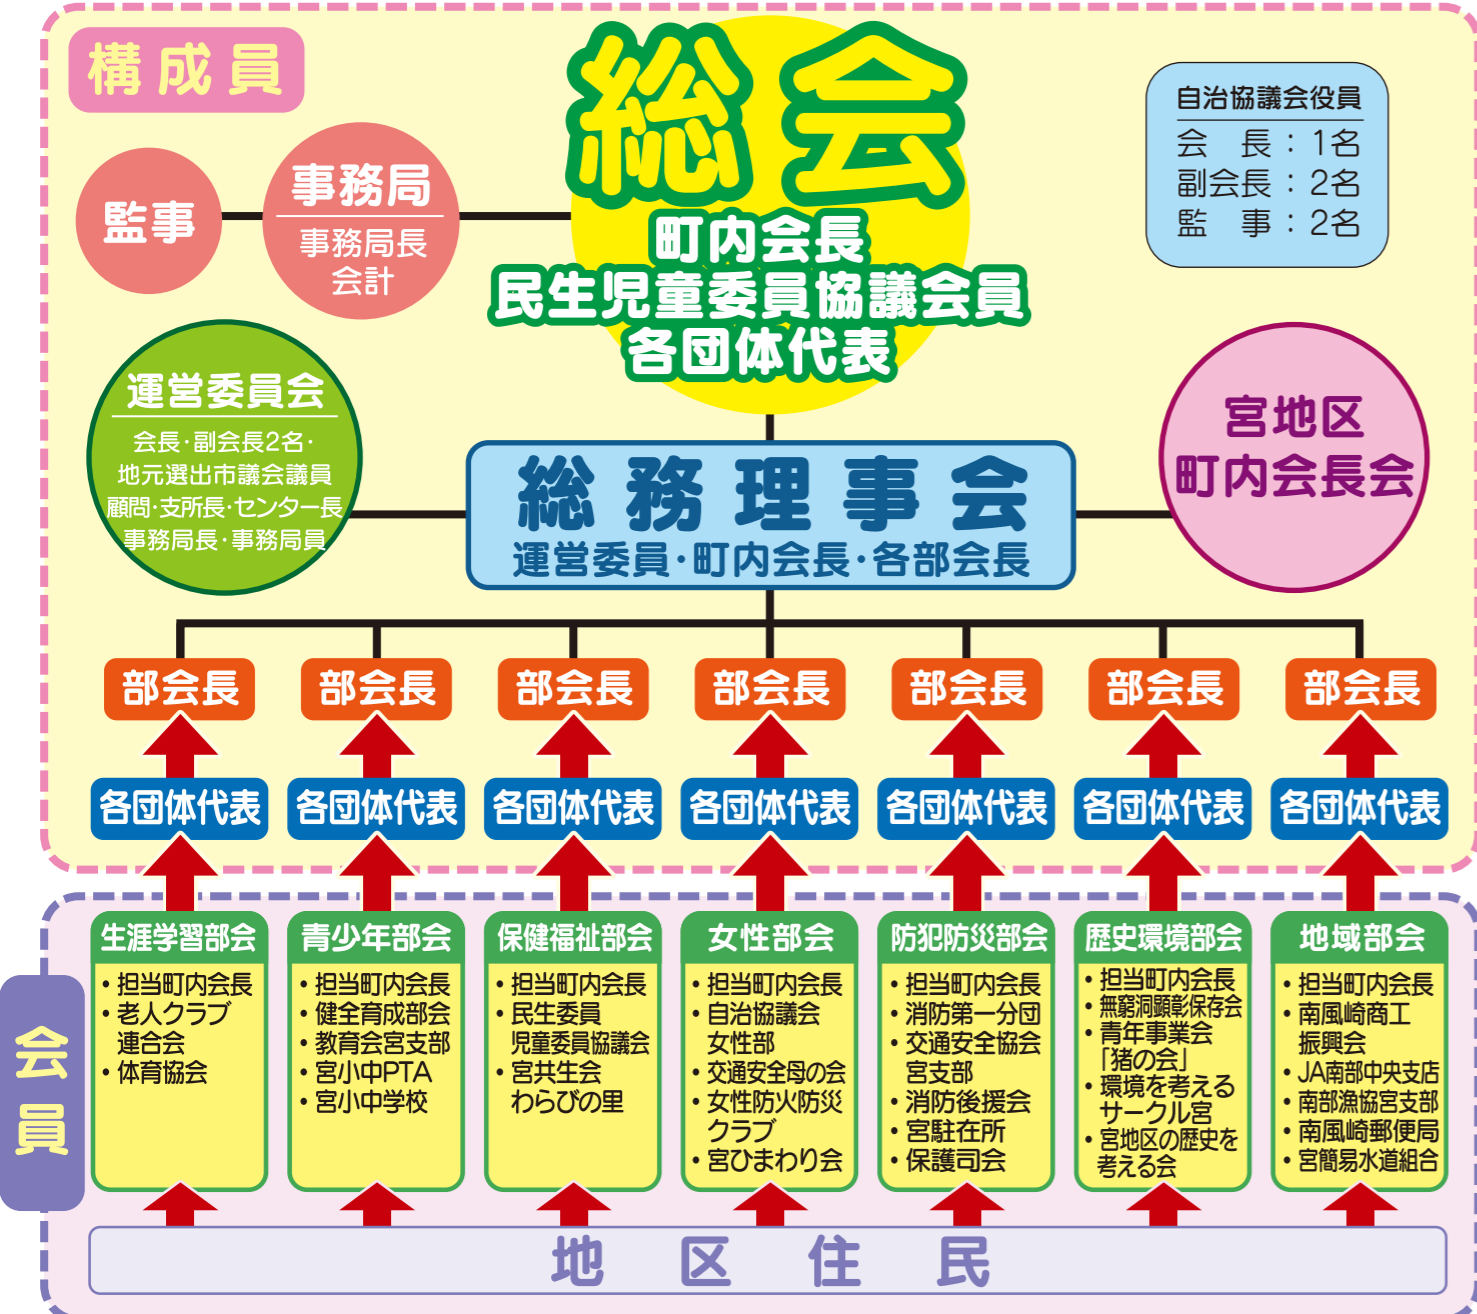 構成員
総会
町内会長
民生児童委員協議会員
各団体代表
自治協議会役員
会　長：1名
副会長：2名
監　事：2名
監事
事務局
事務局長
会計
運営委員会
会長・副会長2名・
地元選出市議会議員
顧問・支所長・センター長
事務局長・事務局員
総務理事会
運営委員・町内会長・各部会長
宮地区
町内会長会
部会長
部会長
部会長
部会長
部会長
部会長
部会長
各団体代表
各団体代表
各団体代表
各団体代表
各団体代表
各団体代表
各団体代表
会員
生涯学習部会
・担当町内会長
・老人クラブ
連合会
・体育協会
青少年部会
・担当町内会長
・健全育成部会
・教育会宮支部
・宮小中PTA
・宮小中学校
保健福祉部会
・担当町内会長
・民生委員
児童委員協議会
・宮共生会
わらびの里
女性部会
・担当町内会長
・自治協議会
女性部
・交通安全母の会
・女性防火防災
クラブ
・宮ひまわり会
防犯防災部会
・担当町内会長
・消防第一分団
・交通安全協会
宮支部
・消防後援会
・宮駐在所
・保護司会
歴史環境部会
・担当町内会長
・無窮洞顕彰保存会
・青年事業会
「猪の会」
・環境を考える
サークル宮
・宮地区の歴史を
考える会
地域部会
・担当町内会長
・南風崎商工
振興会
・JA南部中央支店
・南部漁協宮支部
・南風崎郵便局
・宮簡易水道組合
地区住民